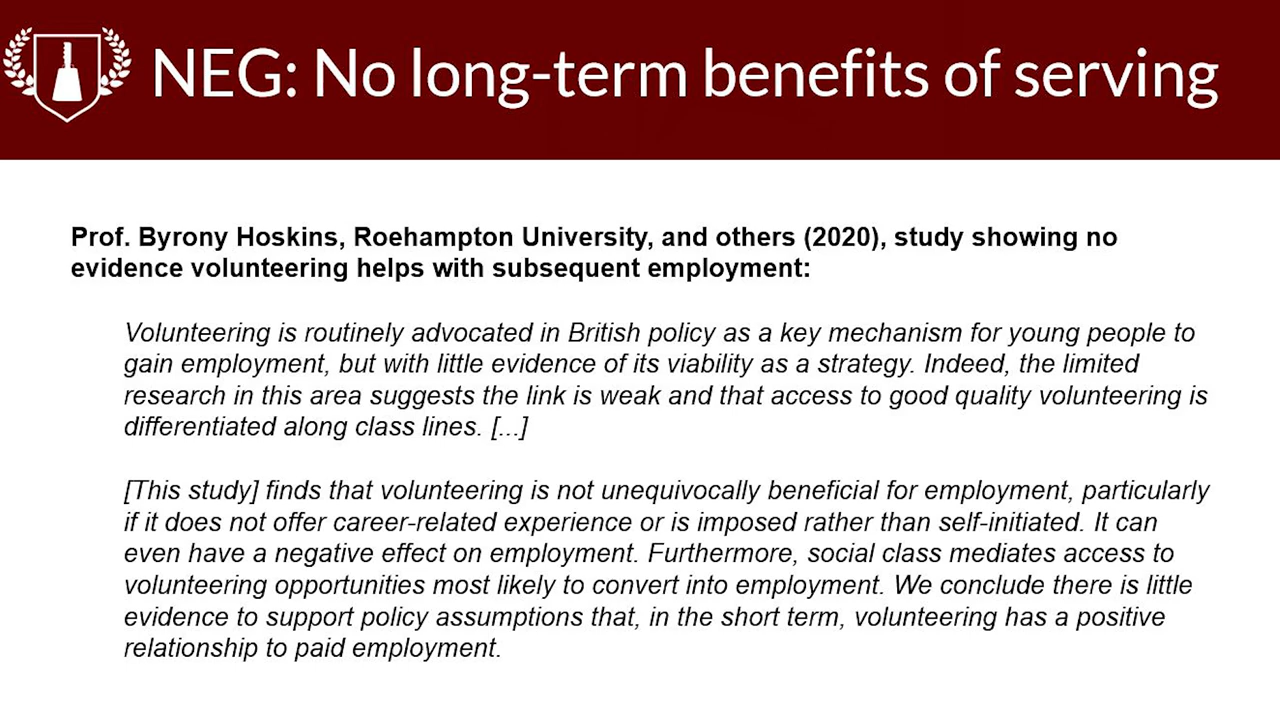 NEG: No long-term benefits of serving
Prof. Byrony Hoskins, Roehampton University, and others (2020), study showing no
evidence volunteering helps with subsequent employment:
Volunteering is routinely advocated in British policy as a key mechanism for young people to
gain employment, but with little evidence of its viability as a strategy. Indeed, the limited
research in this area suggests the link is weak and that access to good quality volunteering is
differentiated along class lines. [...]
[This study] finds that volunteering is not unequivocally beneficial for employment, particularly
if it does not offer career-related experience or is imposed rather than self-initiated. It can
even have a negative effect on employment. Furthermore, social class mediates access to
volunteering opportunities most likely to convert into employment. We conclude there is little
evidence to support policy assumptions that, in the short term, volunteering has a positive
relationship to paid employment.